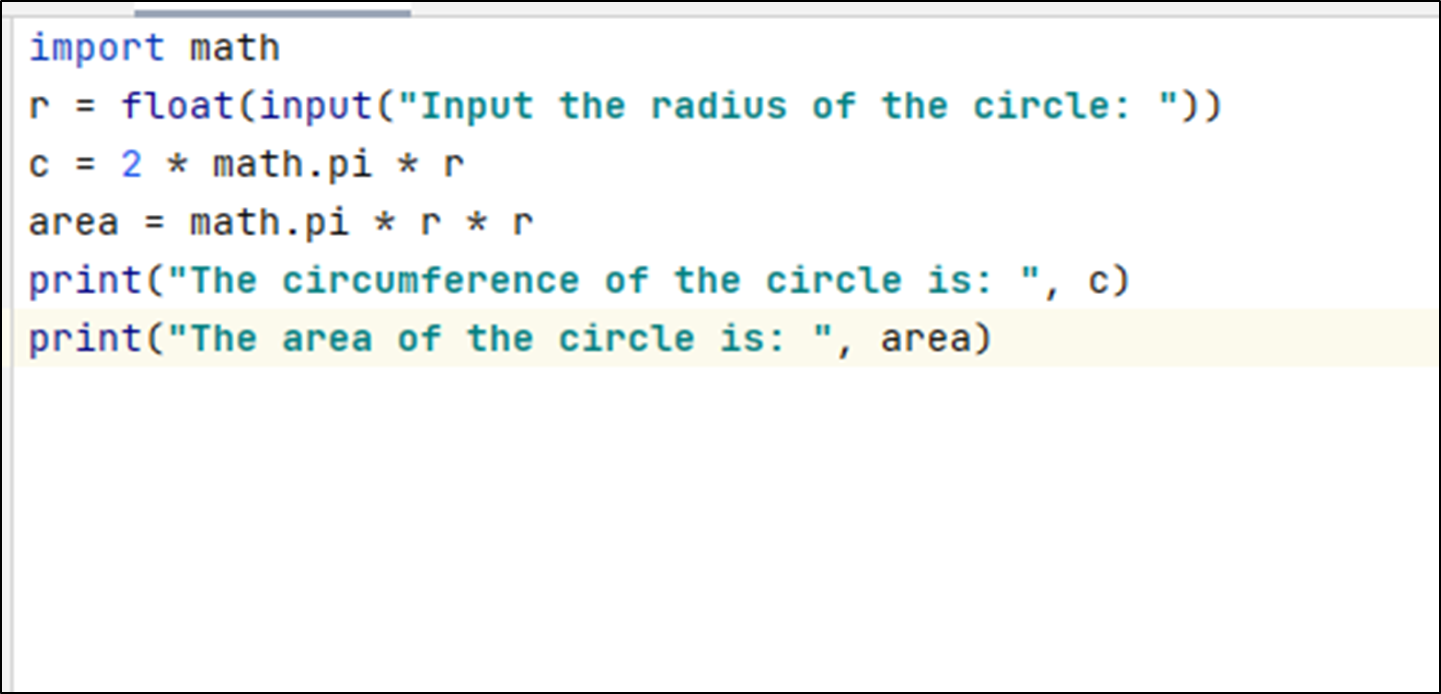 import math
r = float(input("Input the radius of the circle: "))
c = 2 * math.pi * r
area = math.pi * r * r
print("The circumference of the circle is: ", c)
print("The area of the circle is: ", area)